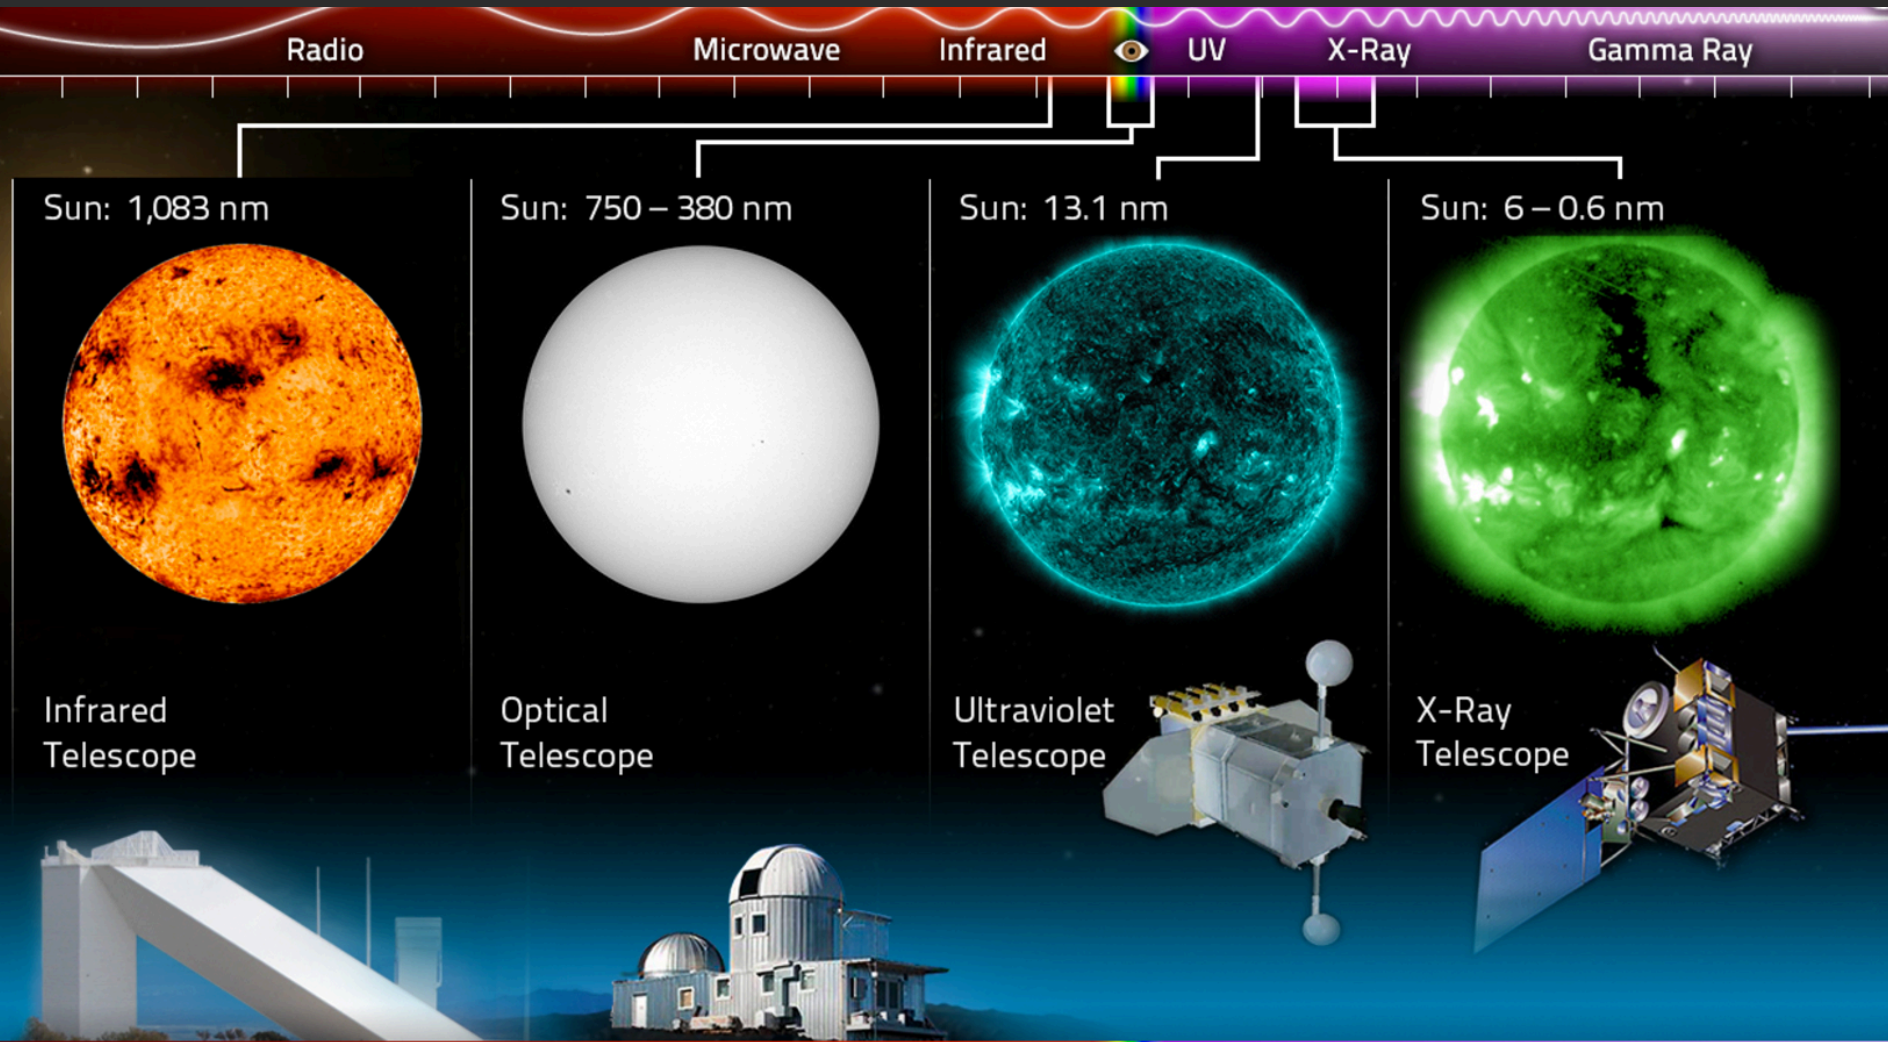 Radio Microwave Infrared UV X-Ray Gamma Ray
Sun: 1,083 nm
Sun: 750 – 380 nm
Sun: 13.1 nm
Sun: 6 – 0.6 nm
Infrared
Telescope
Optical
Telescope
Ultraviolet
Telescope
X-Ray
Telescope